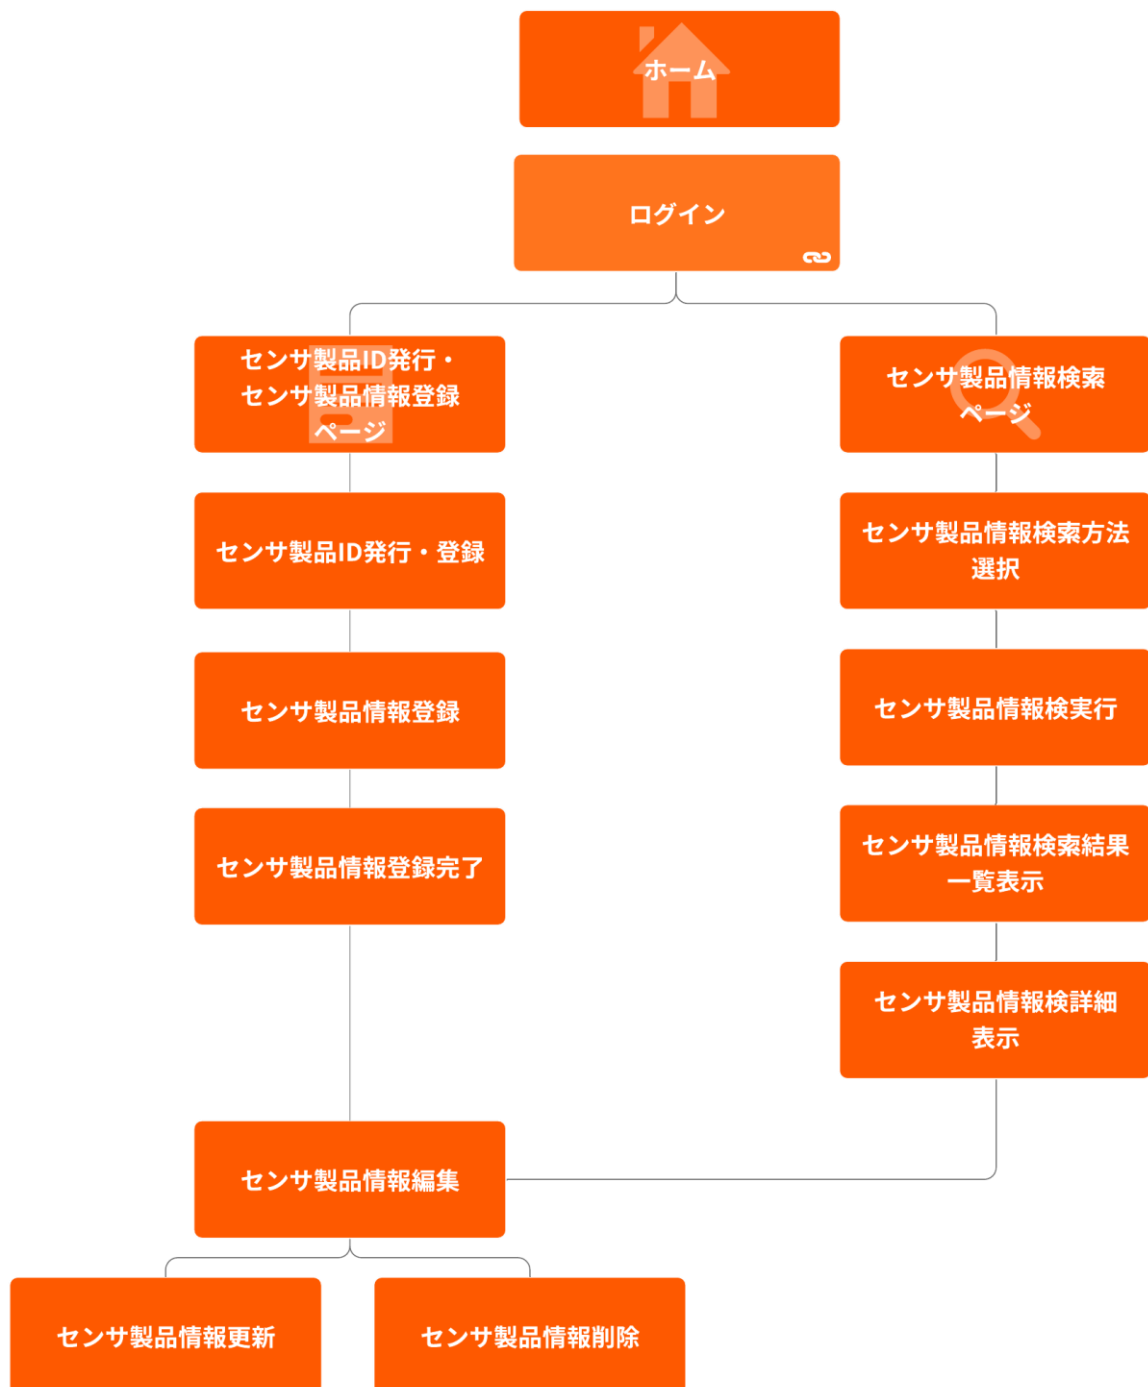 ホーム
ログイン
センサ製品ID発行・
センサ製品情報登録
ページ
センサ製品情報検索
ページ
センサ製品ID発行・登録
センサ製品情報検索方法
選択
センサ製品情報登録
センサ製品情報検実行
センサ製品情報登録完了
センサ製品情報検索結果
一覧表示
センサ製品情報検詳細
表示
センサ製品情報編集
センサ製品情報更新
センサ製品情報削除